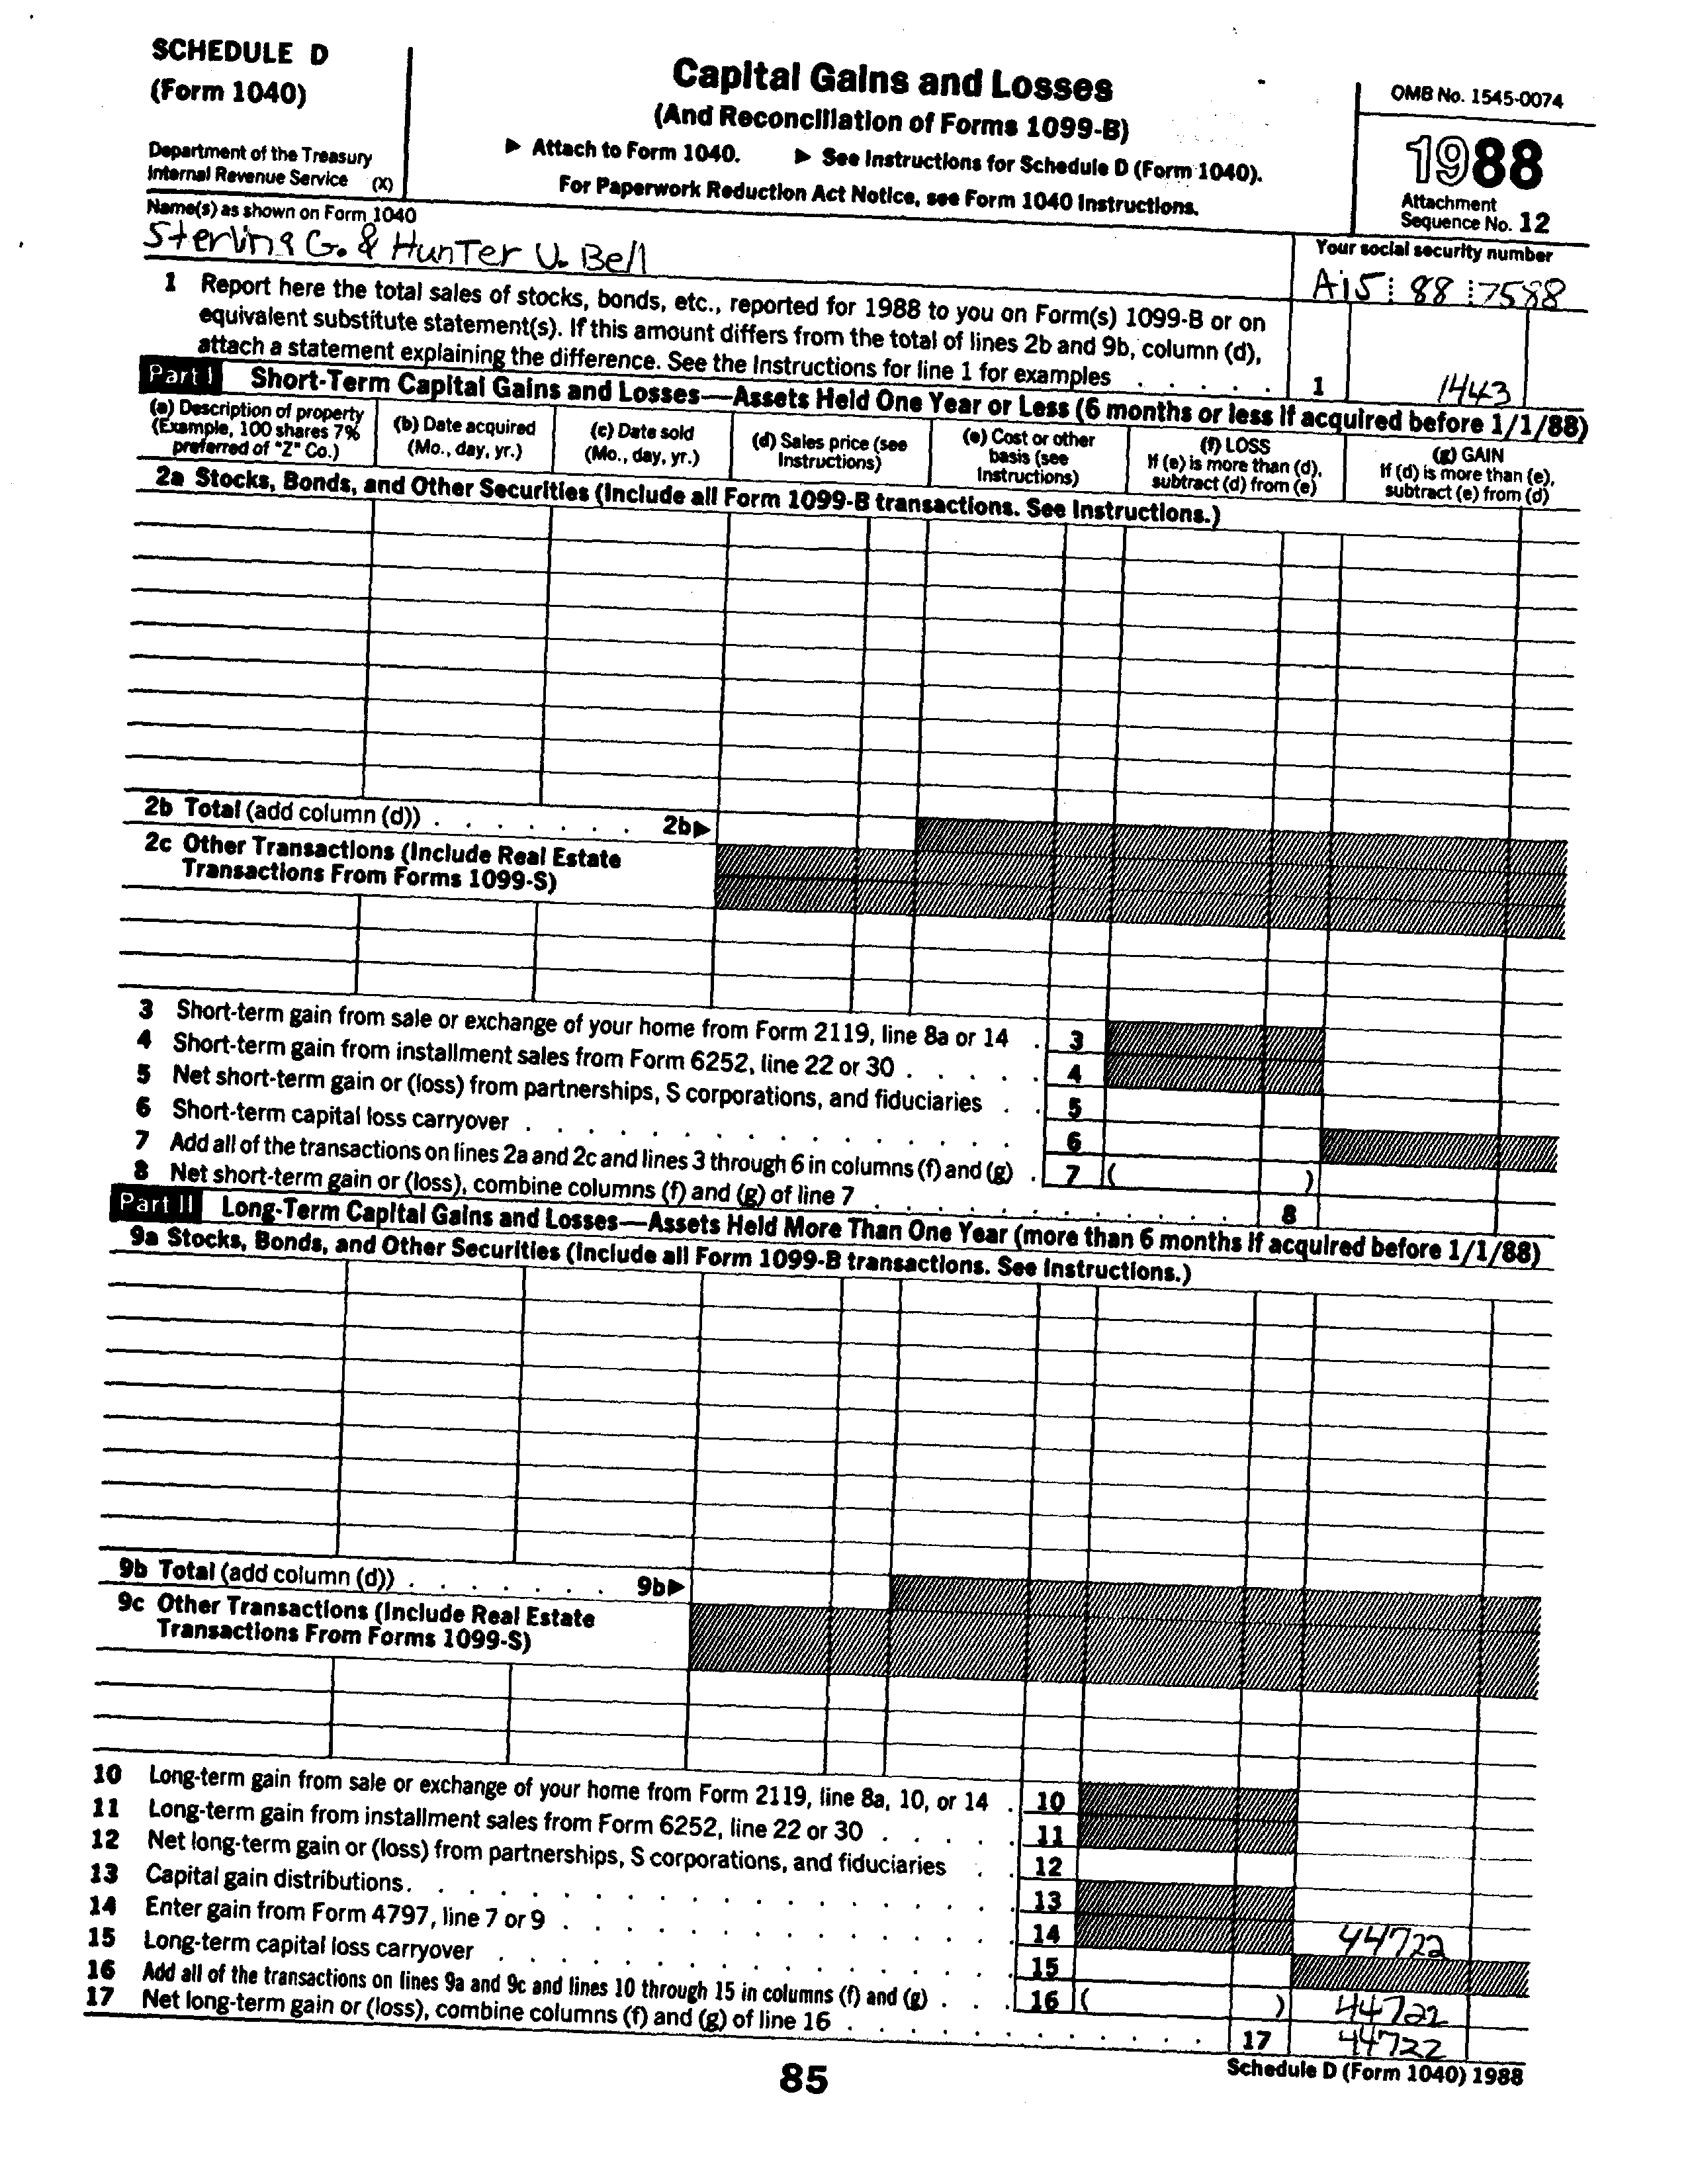 SCHEDULE D
(Form 1040)
Department of the Treasury
Internal Revenue Service (X)
Capital Gains and Losses
(And Reconciliation of Forms 1099-B)
▶ Attach to Form 1040. ▶ See Instructions for Schedule D (Form 1040).
For Paperwork Reduction Act Notice, see Form 1040 Instructions.
OMB No. 1545-0074
1988
Attachment
Sequence No. 12
Name(s) as shown on Form 1040
Sterling G. & Hunter U. Bell
Your social security number
Ai5 88 7588
1 Report here the total sales of stocks, bonds, etc., reported for 1988 to you on Form(s) 1099-B or on
equivalent substitute statement(s). If this amount differs from the total of lines 2b and 9b, column (d),
attach a statement explaining the difference. See the Instructions for line 1 for examples . . . . . 1 1443
Part I Short-Term Capital Gains and Losses—Assets Held One Year or Less (6 months or less if acquired before 1/1/88)
(a) Description of property
(Example, 100 shares 7%
preferred of "Z" Co.)
(b) Date acquired
(Mo., day, yr.)
(c) Date sold
(Mo., day, yr.)
(d) Sales price (see
Instructions)
(e) Cost or other
basis (see
Instructions)
(f) LOSS
If (e) is more than (d),
subtract (d) from (e)
(g) GAIN
If (d) is more than (e),
subtract (e) from (d)
2a Stocks, Bonds, and Other Securities (Include all Form 1099-B transactions. See Instructions.)
2b Total (add column (d)) . . . . . . . 2b▶
2c Other Transactions (Include Real Estate
Transactions From Forms 1099-S)
3 Short-term gain from sale or exchange of your home from Form 2119, line 8a or 14 . 3
4 Short-term gain from installment sales from Form 6252, line 22 or 30 . . . . . 4
5 Net short-term gain or (loss) from partnerships, S corporations, and fiduciaries . . 5
6 Short-term capital loss carryover . . . . . . . . . . . . . 6
7 Add all of the transactions on lines 2a and 2c and lines 3 through 6 in columns (f) and (g) . 7 ( )
8 Net short-term gain or (loss), combine columns (f) and (g) of line 7 . . . . . . . . . . . . 8
Part II Long-Term Capital Gains and Losses—Assets Held More Than One Year (more than 6 months if acquired before 1/1/88)
9a Stocks, Bonds, and Other Securities (Include all Form 1099-B transactions. See Instructions.)
9b Total (add column (d)) . . . . . . . 9b▶
9c Other Transactions (Include Real Estate
Transactions From Forms 1099-S)
10 Long-term gain from sale or exchange of your home from Form 2119, line 8a, 10, or 14 . 10
11 Long-term gain from installment sales from Form 6252, line 22 or 30 . . . . . 11
12 Net long-term gain or (loss) from partnerships, S corporations, and fiduciaries . . 12
13 Capital gain distributions . . . . . . . . . . . . . . . 13
14 Enter gain from Form 4797, line 7 or 9 . . . . . . . . . . . . 14 44722
15 Long-term capital loss carryover . . . . . . . . . . . . . 15
16 Add all of the transactions on lines 9a and 9c and lines 10 through 15 in columns (f) and (g) . . . 16 ( ) 44722
17 Net long-term gain or (loss), combine columns (f) and (g) of line 16 . . . . . . . . . . . . 17 44722
85
Schedule D (Form 1040) 1988